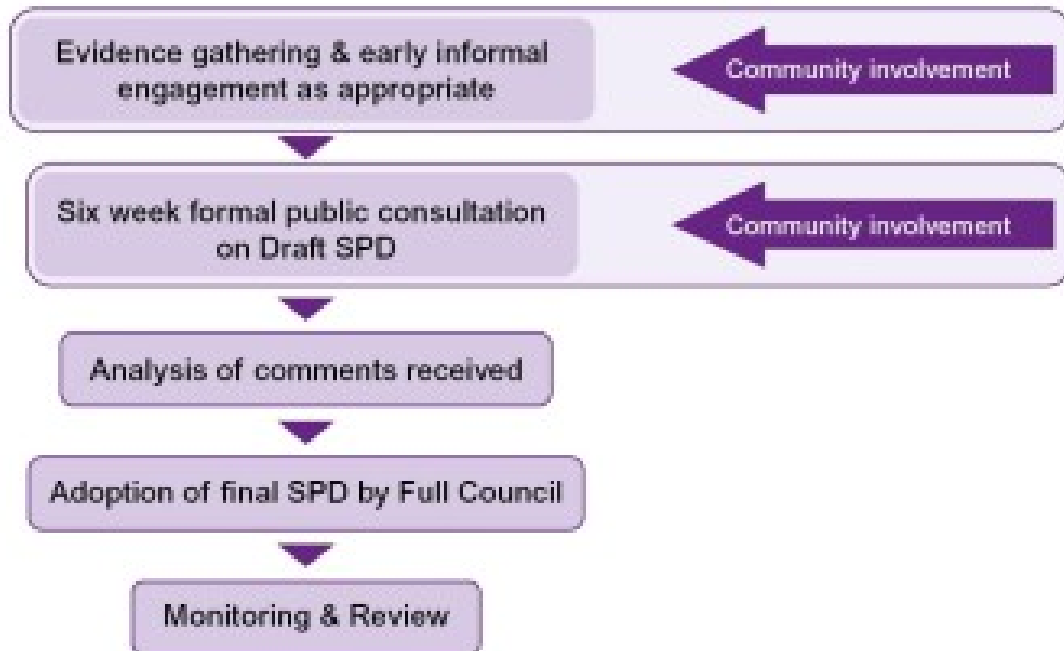 Evidence gathering & early informal
engagement as appropriate
Community involvement
Six week formal public consultation
on Draft SPD
Community involvement
Analysis of comments received
Adoption of final SPD by Full Council
Monitoring & Review